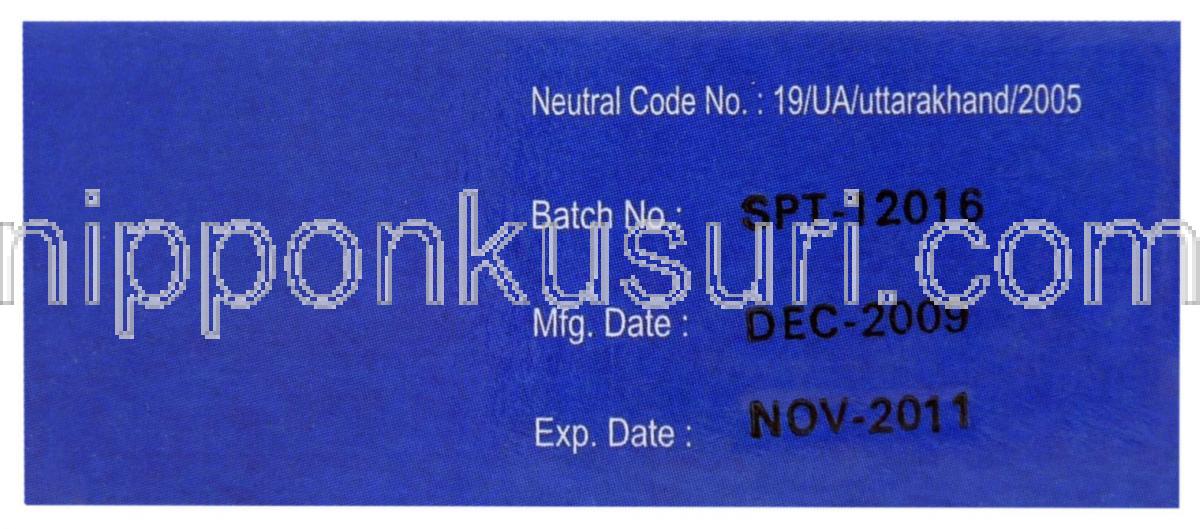 Neutral Code No. : 19/UA/uttarakhand/2005
Batch No : SPT-12016
nipponkusuri.com
Mfg. Date : DEC-2009
Exp. Date : NOV-2011